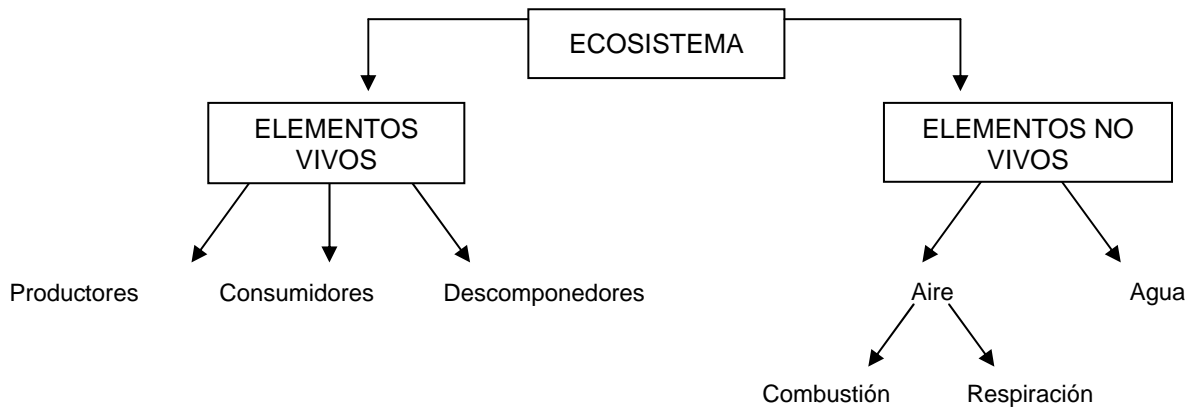 ECOSISTEMA
ELEMENTOS
VIVOS
ELEMENTOS NO
VIVOS
Productores
Consumidores
Descomponedores
Aire
Agua
Combustión
Respiración